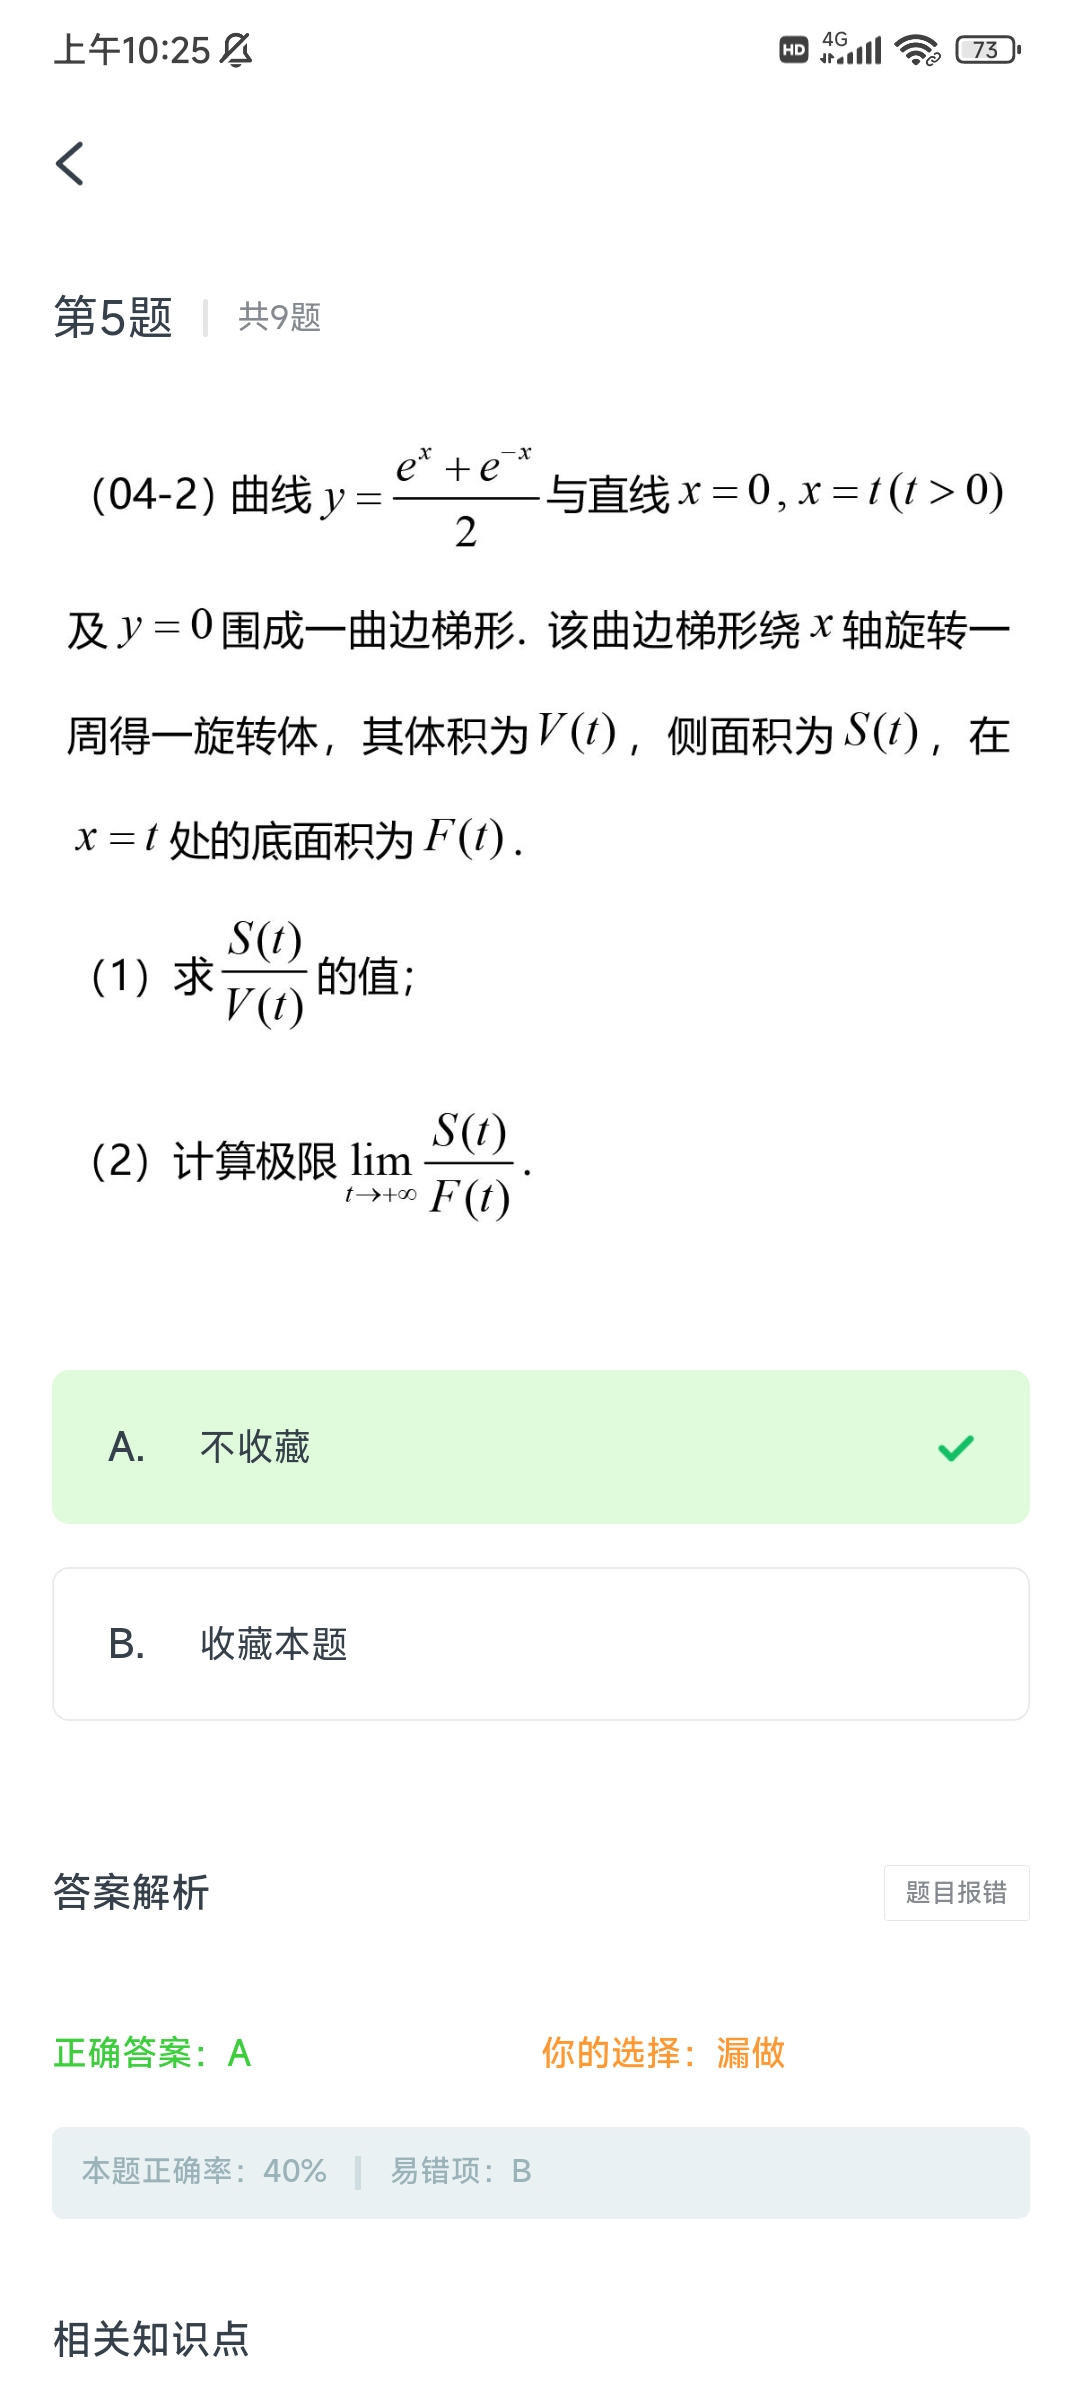 上午10:25 HD 4G 73
第5题 共9题
（04-2）曲线 y = \frac{e^x + e^{-x}}{2} 与直线 x = 0, x = t (t > 0)
及 y = 0 围成一曲边梯形. 该曲边梯形绕 x 轴旋转一
周得一旋转体，其体积为 V(t)，侧面积为 S(t)，在
x = t 处的底面积为 F(t).
（1）求 \frac{S(t)}{V(t)} 的值；
（2）计算极限 \lim_{t→+∞} \frac{S(t)}{F(t)}.
A. 不收藏
B. 收藏本题
答案解析 题目报错
正确答案：A 你的选择：漏做
本题正确率：40% 易错项：B
相关知识点